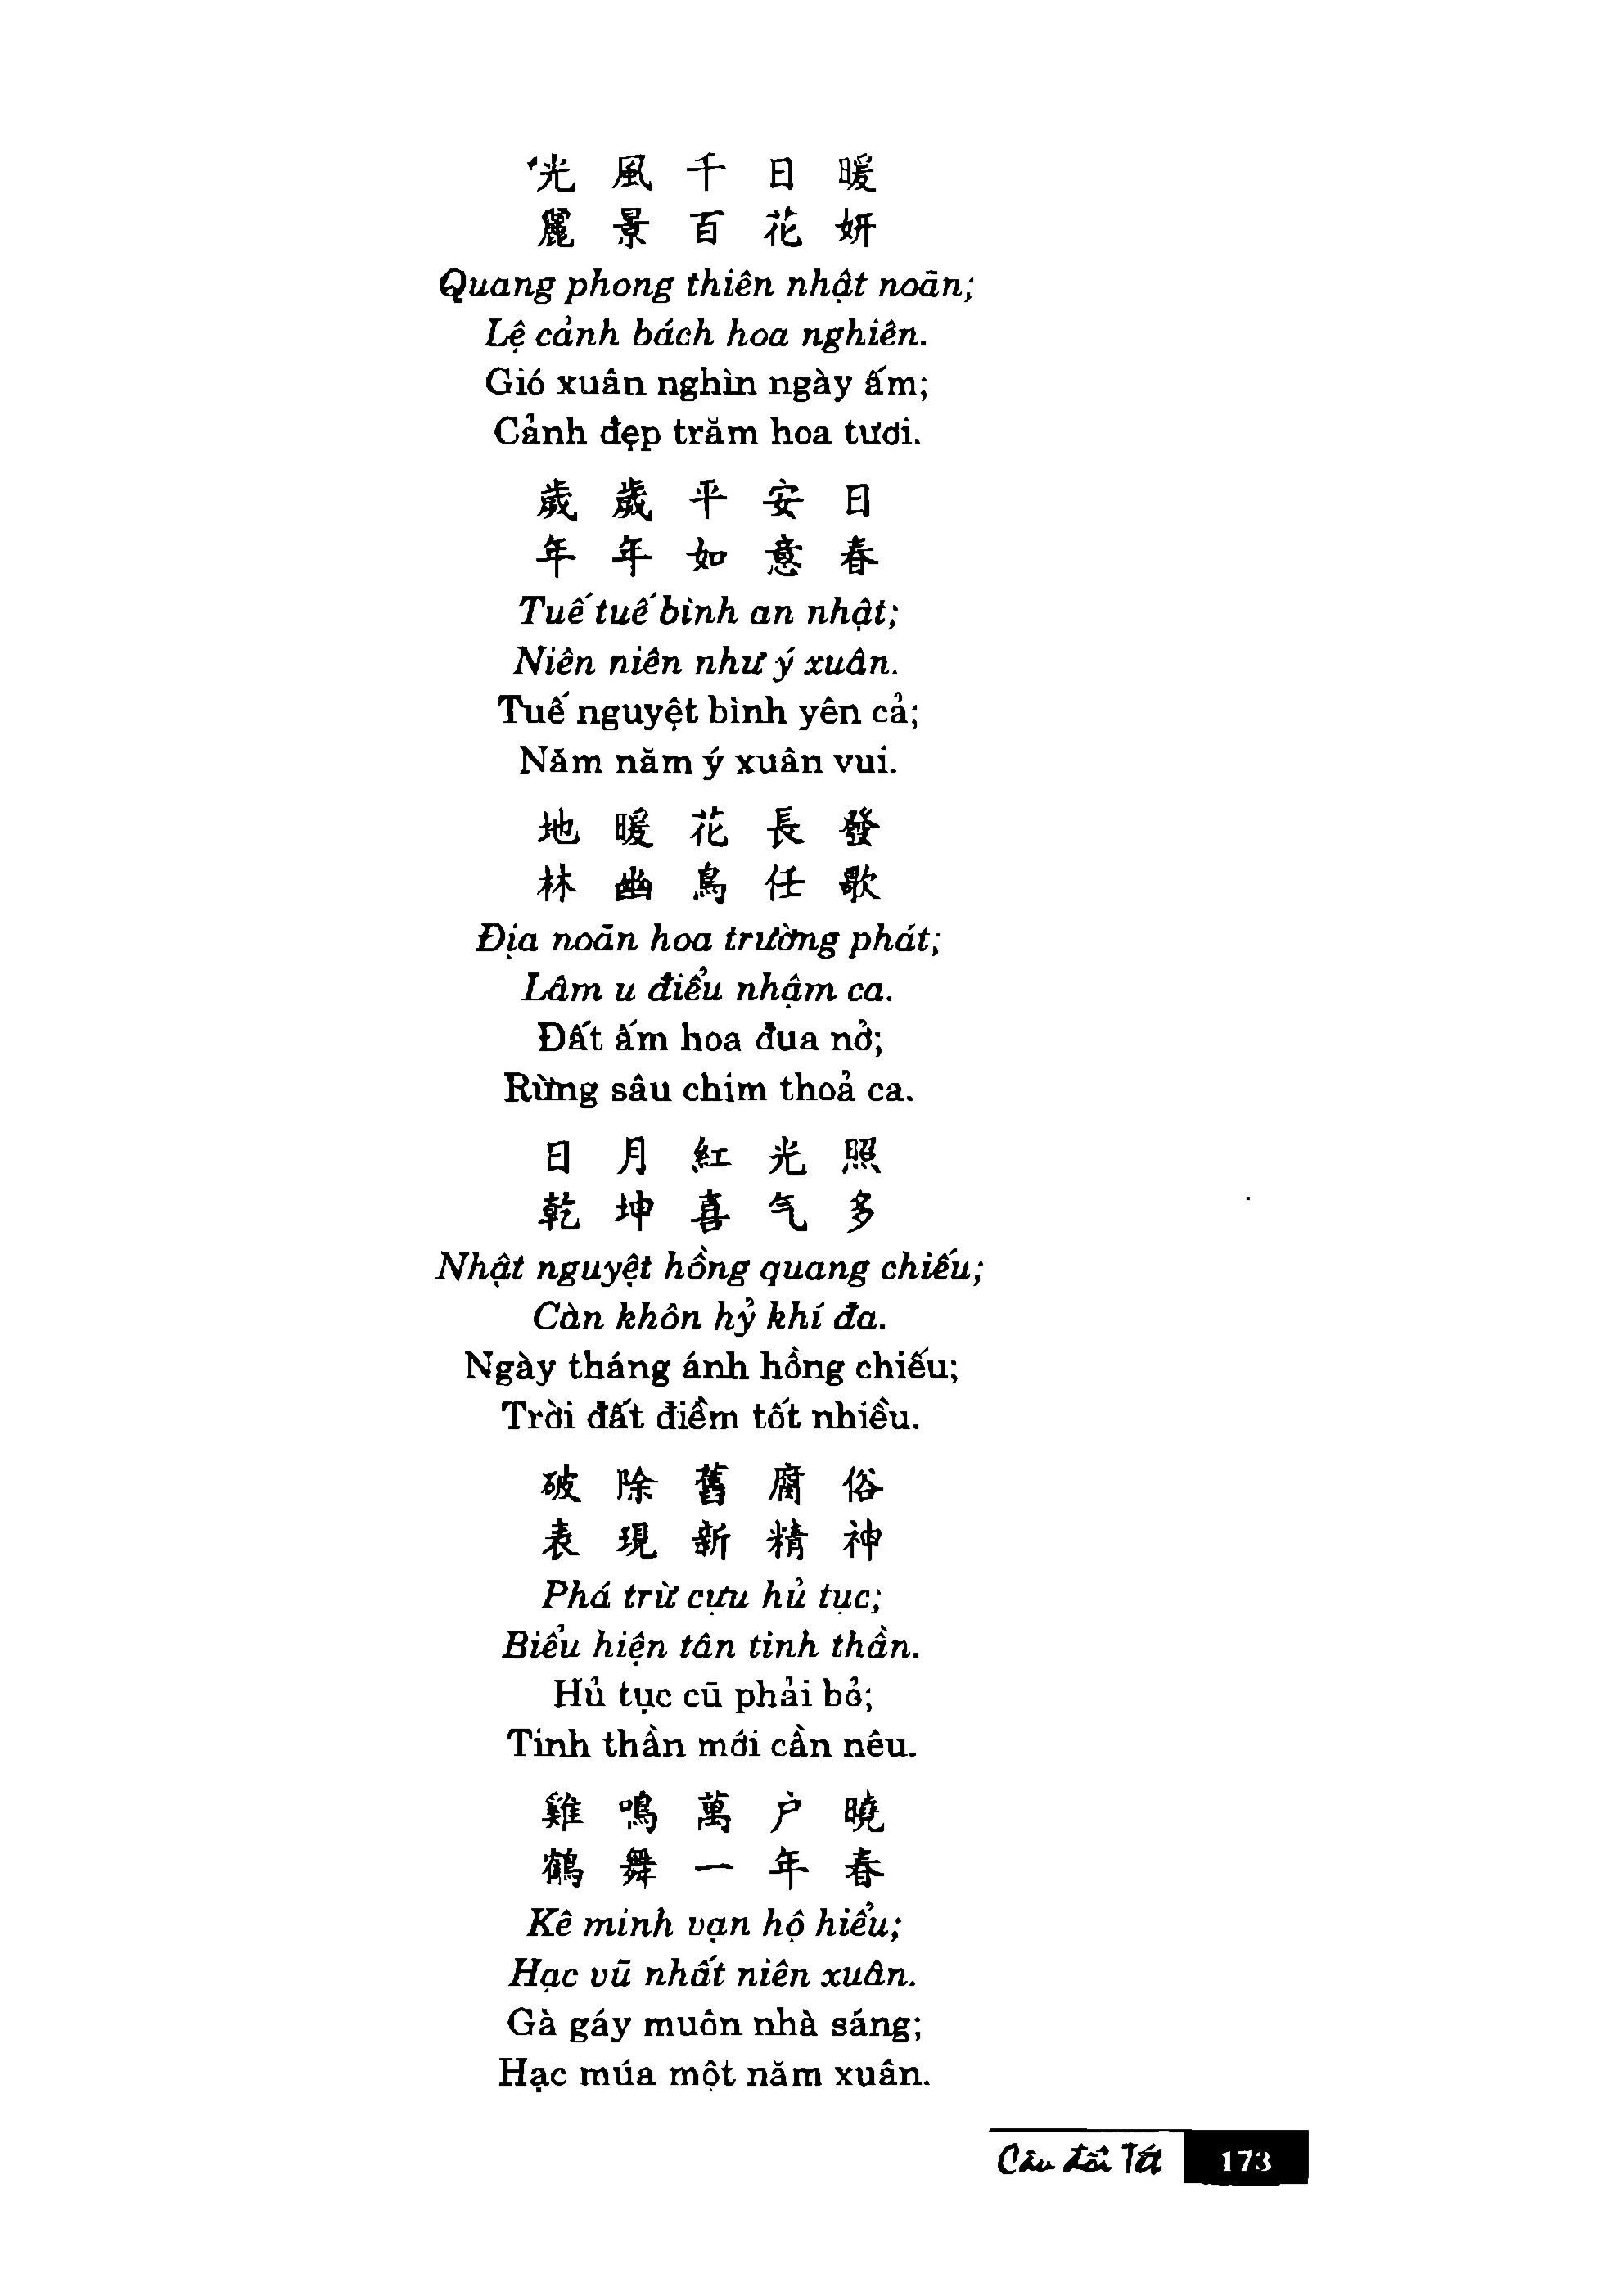 光風千日暖
麗景百花妍
Quang phong thiên nhật noãn;
Lệ cảnh bách hoa nghiên.
Gió xuân nghìn ngày ấm;
Cảnh đẹp trăm hoa tươi.
歲歲平安日
年年如意春
Tuế tuế bình an nhật;
Niên niên như ý xuân.
Tuế nguyệt bình yên cả;
Năm năm ý xuân vui.
地暖花長發
林幽鳥任歌
Địa noãn hoa trường phát;
Lâm u điểu nhậm ca.
Đất ấm hoa đua nở;
Rừng sâu chim thoả ca.
日月紅光照
乾坤喜气多
Nhật nguyệt hồng quang chiếu;
Càn khôn hỷ khí đa.
Ngày tháng ánh hồng chiếu;
Trời đất điềm tốt nhiều.
破除舊腐俗
表現新精神
Phá trừ cựu hủ tục;
Biểu hiện tân tinh thần.
Hủ tục cũ phải bỏ;
Tinh thần mới cần nêu.
雞鳴萬户曉
鶴舞一年春
Kê minh vạn hộ hiểu;
Hạc vũ nhất niên xuân.
Gà gáy muôn nhà sáng;
Hạc múa một năm xuân.
Câu đối Tết 173